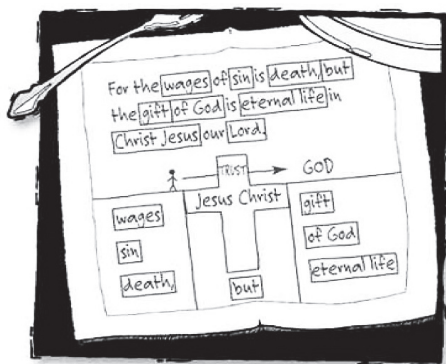 For the wages of sin is death, but
the gift of God is eternal life in
Christ Jesus our Lord.
TRUST GOD
Jesus Christ
wages
sin
death,
but
gift
of God
eternal life